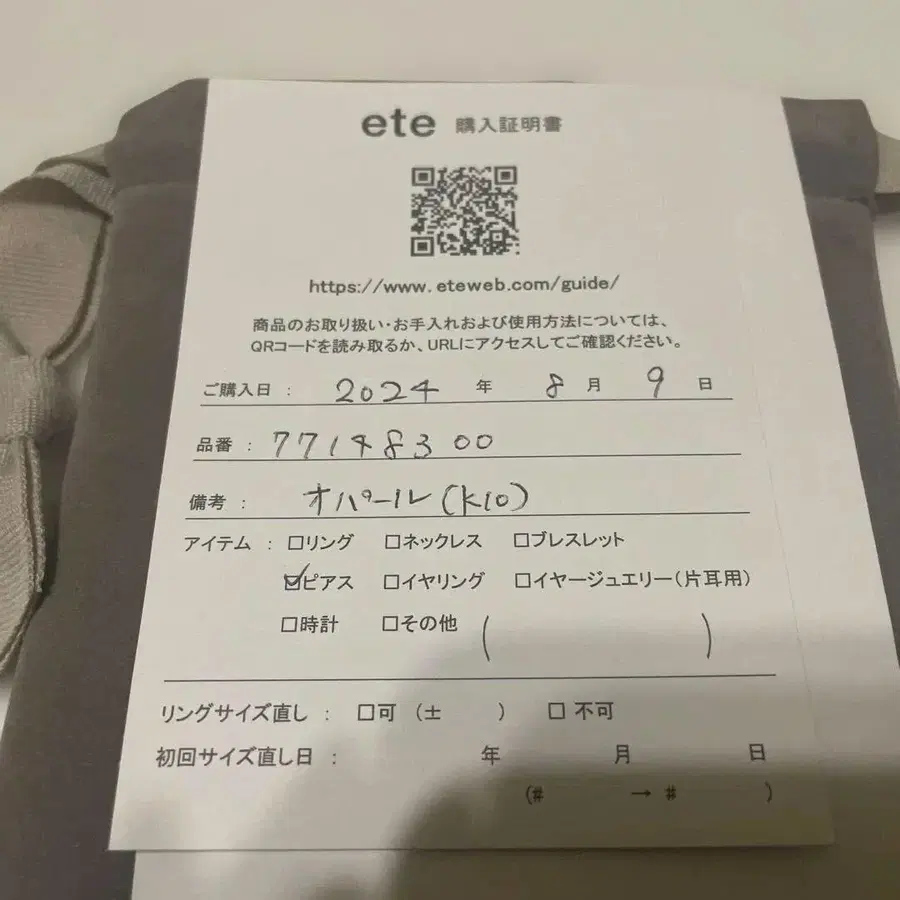 ete 購入証明書
https://www.eteweb.com/guide/
商品のお取り扱い・お手入れおよび使用方法については、
QRコードを読み取るか、URLにアクセスしてご確認ください。
ご購入日 : 2024 年 8 月 9 日
品番 : 7714830 0
備考 : オパール(K10)
アイテム : □リング □ネックレス □ブレスレット
☑ピアス □イヤリング □イヤージュエリー(片耳用)
□時計 □その他 ( )
リングサイズ直し : □可 (± ) □ 不可
初回サイズ直し日 : 年 月 日
(# → # )